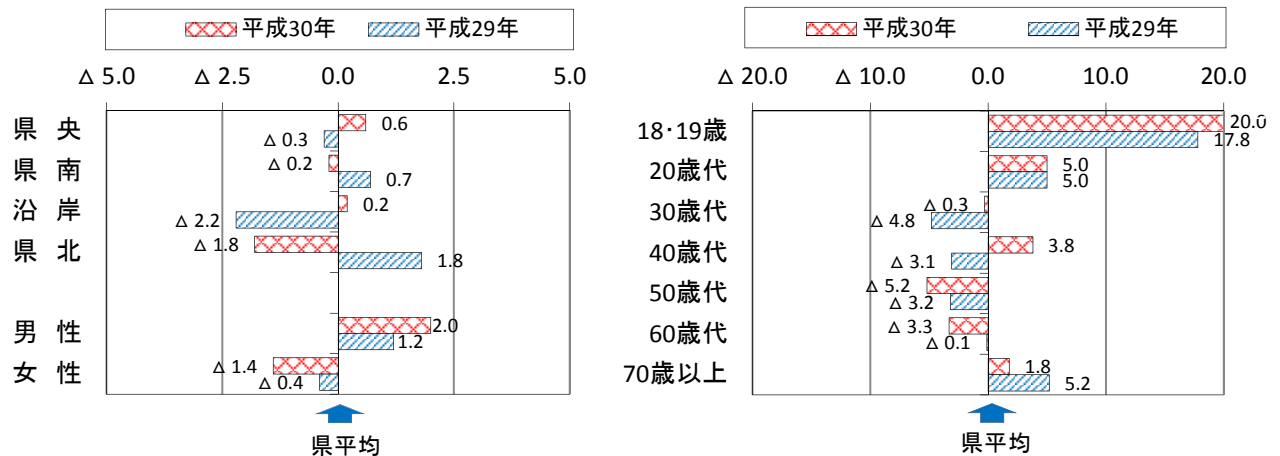 平成30年 平成29年
△ 5.0 △ 2.5 0.0 2.5 5.0
県 央 0.6
△ 0.3
県 南 △ 0.2
0.7
沿 岸 0.2
△ 2.2
県 北 △ 1.8
1.8
男 性 2.0
1.2
女 性 △ 1.4
△ 0.4
県平均
平成30年 平成29年
△ 20.0 △ 10.0 0.0 10.0 20.0
18・19歳 20.0
17.8
20歳代 5.0
5.0
30歳代 △ 0.3
△ 4.8
40歳代 3.8
△ 3.1
50歳代 △ 5.2
△ 3.2
60歳代 △ 3.3
△ 0.1
70歳以上 1.8
5.2
県平均